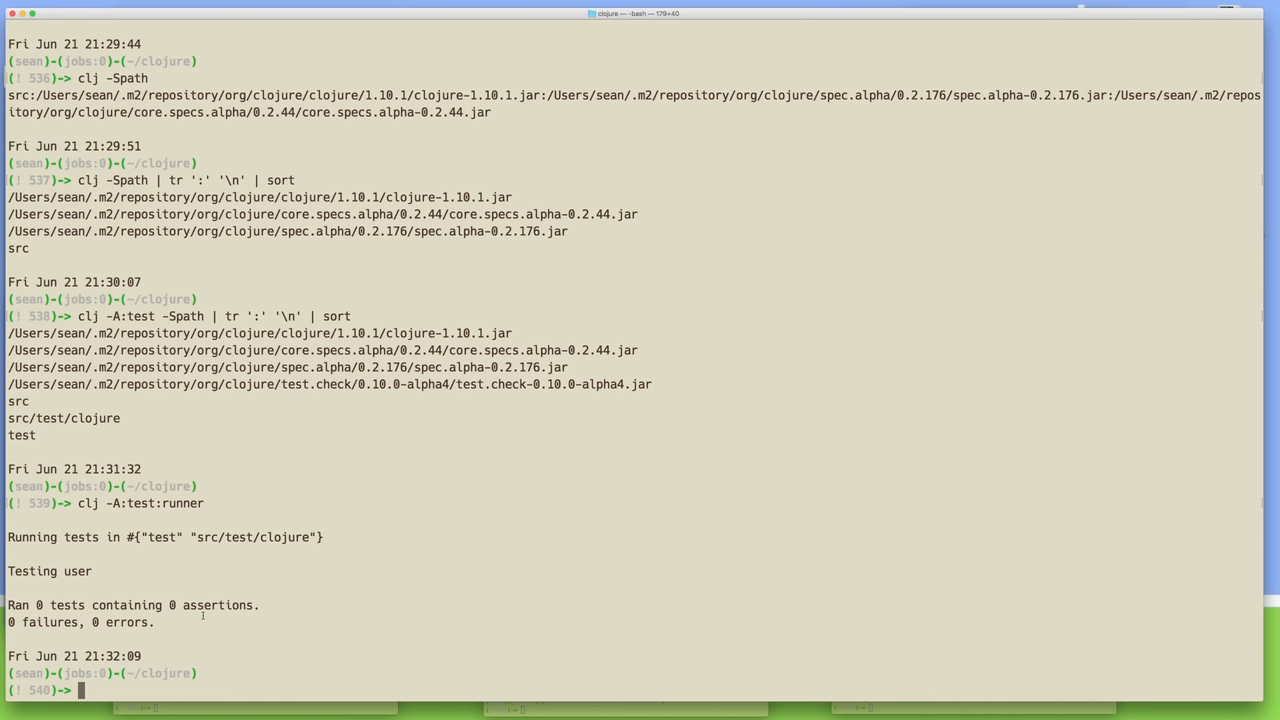 clojure — -bash — 179×40
Fri Jun 21 21:29:44
(sean)-(jobs:0)-(~/clojure)
(! 536)-> clj -Spath
src:/Users/sean/.m2/repository/org/clojure/clojure/1.10.1/clojure-1.10.1.jar:/Users/sean/.m2/repository/org/clojure/spec.alpha/0.2.176/spec.alpha-0.2.176.jar:/Users/sean/.m2/repos
itory/org/clojure/core.specs.alpha/0.2.44/core.specs.alpha-0.2.44.jar
Fri Jun 21 21:29:51
(sean)-(jobs:0)-(~/clojure)
(! 537)-> clj -Spath | tr ':' '\n' | sort
/Users/sean/.m2/repository/org/clojure/clojure/1.10.1/clojure-1.10.1.jar
/Users/sean/.m2/repository/org/clojure/core.specs.alpha/0.2.44/core.specs.alpha-0.2.44.jar
/Users/sean/.m2/repository/org/clojure/spec.alpha/0.2.176/spec.alpha-0.2.176.jar
src
Fri Jun 21 21:30:07
(sean)-(jobs:0)-(~/clojure)
(! 538)-> clj -A:test -Spath | tr ':' '\n' | sort
/Users/sean/.m2/repository/org/clojure/clojure/1.10.1/clojure-1.10.1.jar
/Users/sean/.m2/repository/org/clojure/core.specs.alpha/0.2.44/core.specs.alpha-0.2.44.jar
/Users/sean/.m2/repository/org/clojure/spec.alpha/0.2.176/spec.alpha-0.2.176.jar
/Users/sean/.m2/repository/org/clojure/test.check/0.10.0-alpha4/test.check-0.10.0-alpha4.jar
src
src/test/clojure
test
Fri Jun 21 21:31:32
(sean)-(jobs:0)-(~/clojure)
(! 539)-> clj -A:test:runner
Running tests in #{"test" "src/test/clojure"}
Testing user
Ran 0 tests containing 0 assertions.
0 failures, 0 errors.
Fri Jun 21 21:32:09
(sean)-(jobs:0)-(~/clojure)
(! 540)->